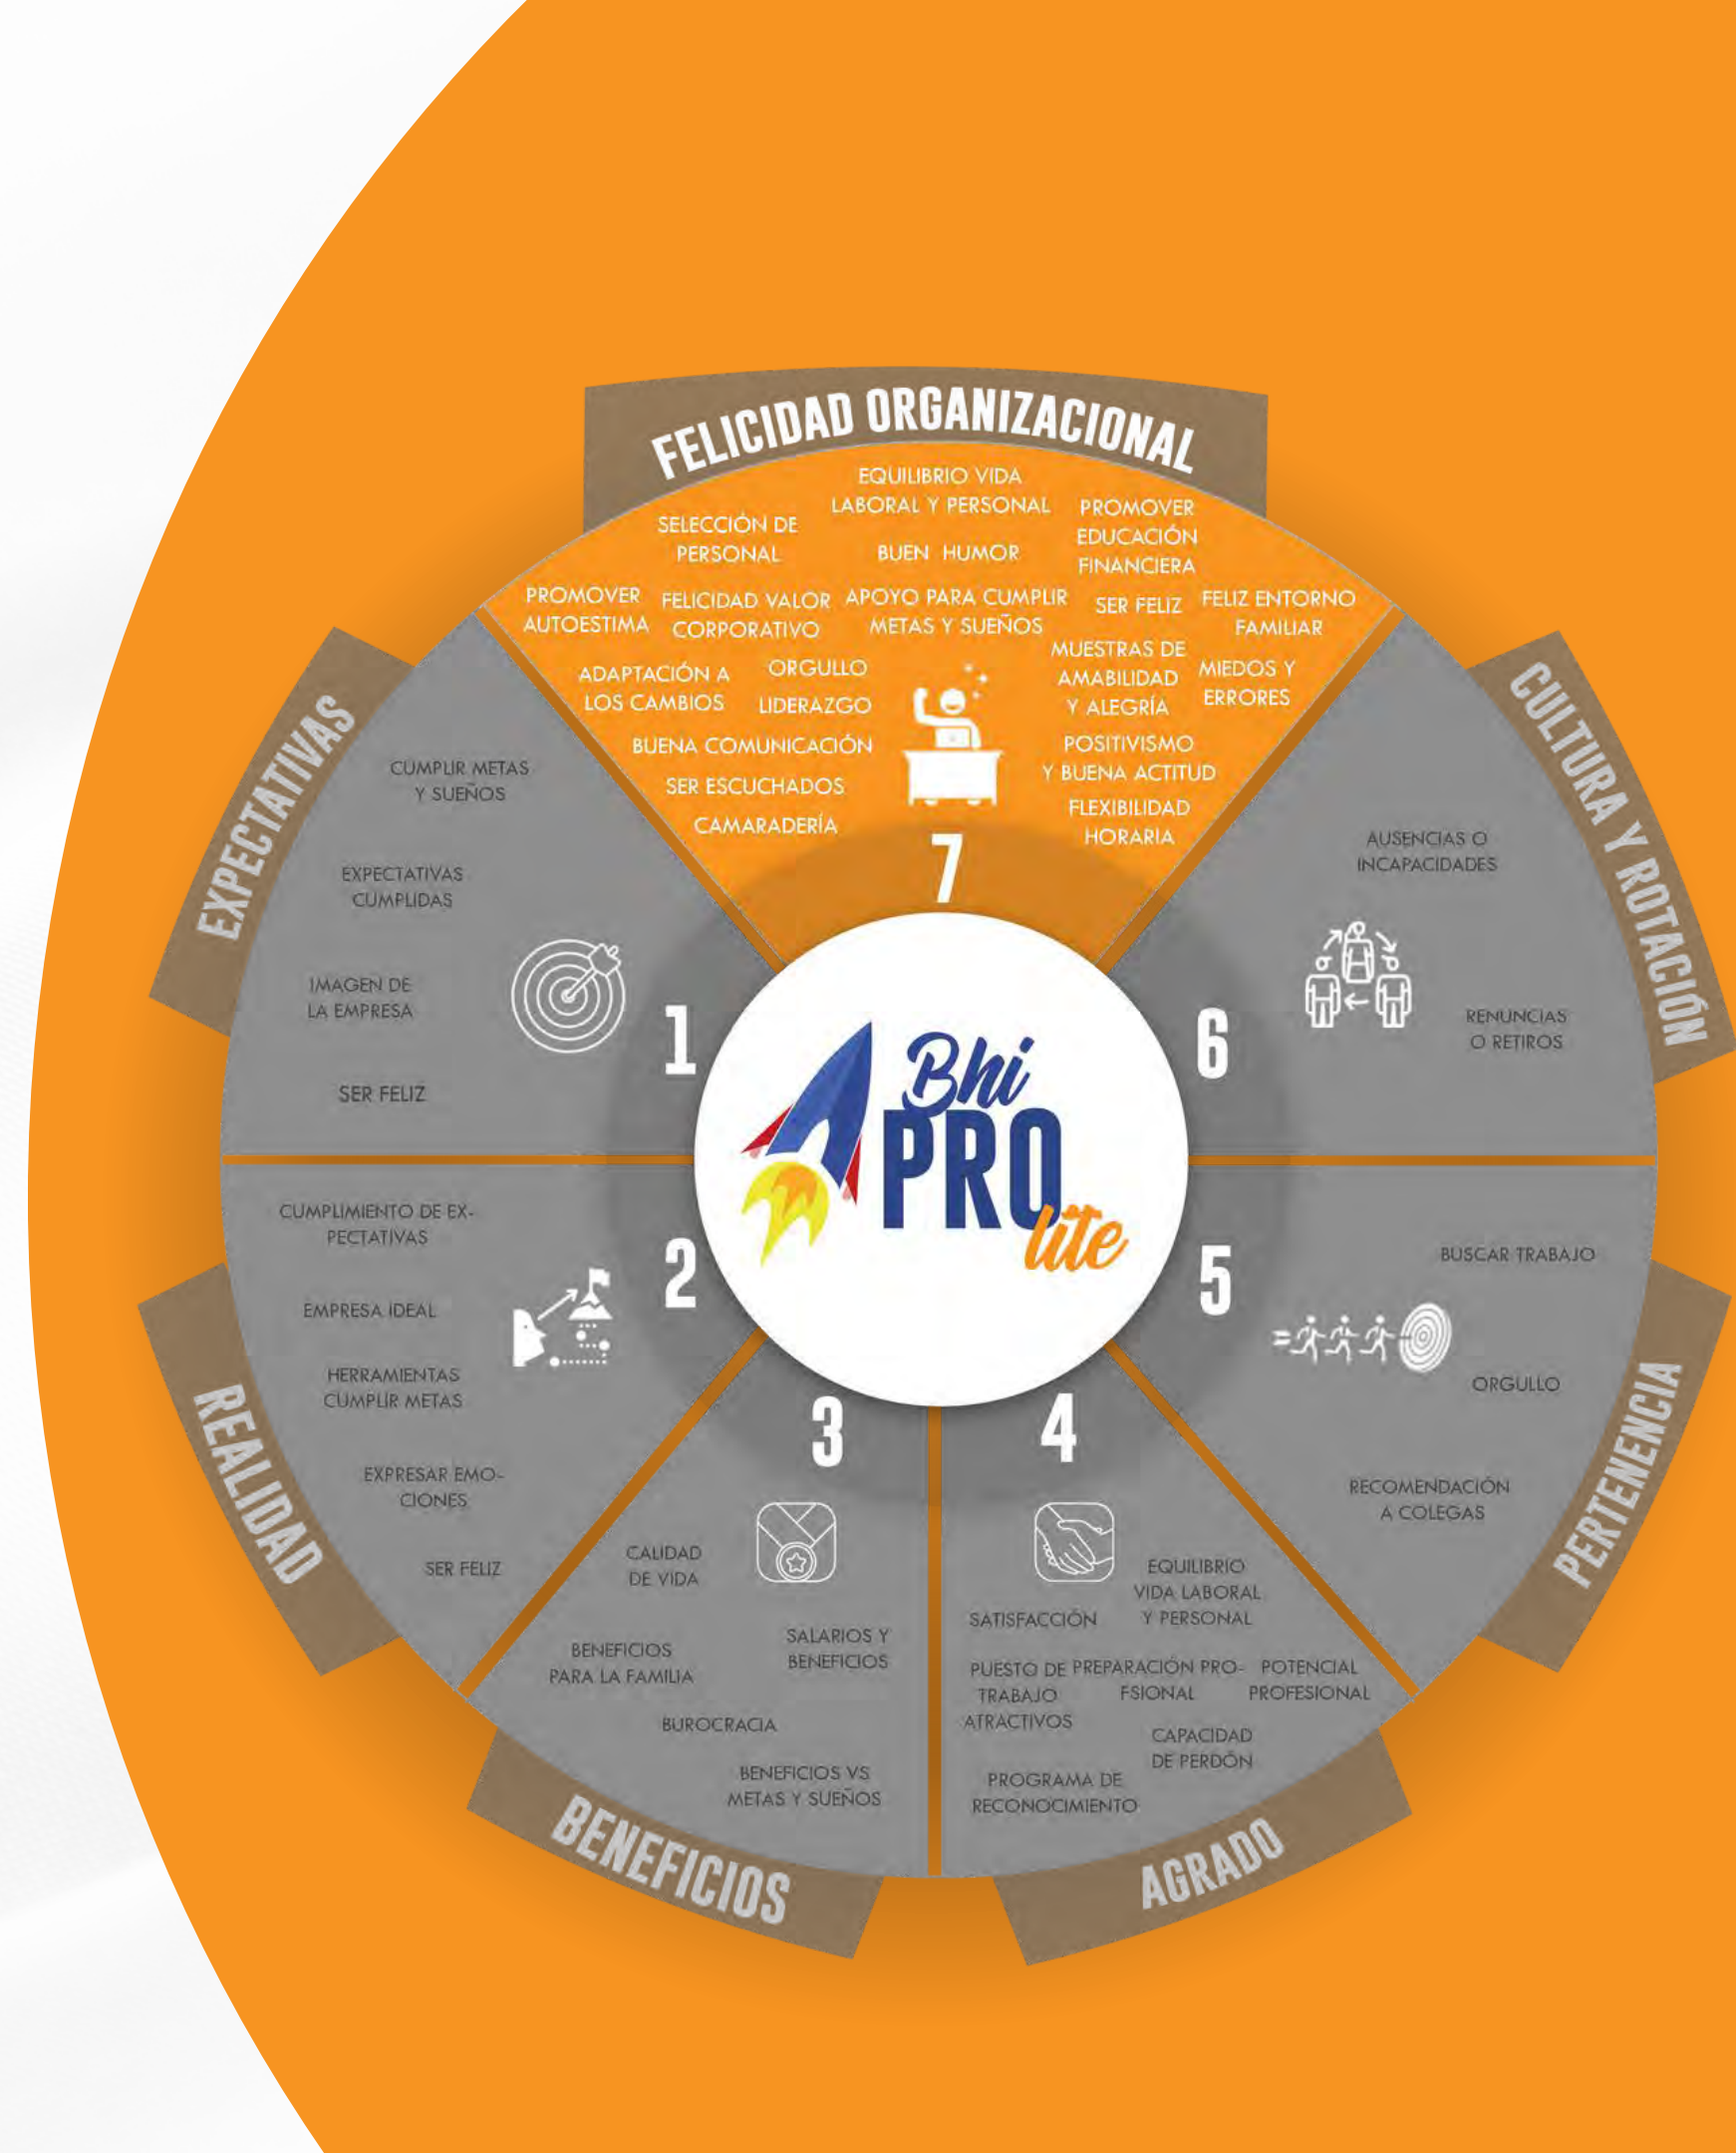 FELICIDAD ORGANIZACIONAL
EQUILIBRIO VIDA
LABORAL Y PERSONAL
SELECCIÓN DE
PERSONAL
BUEN HUMOR
PROMOVER
EDUCACIÓN
FINANCIERA
PROMOVER
AUTOESTIMA
FELICIDAD VALOR
CORPORATIVO
APOYO PARA CUMPLIR
METAS Y SUEÑOS
SER FELIZ
FELIZ ENTORNO
FAMILIAR
ADAPTACIÓN A
LOS CAMBIOS
ORGULLO
LIDERAZGO
MUESTRAS DE
AMABILIDAD
Y ALEGRÍA
MIEDOS Y
ERRORES
BUENA COMUNICACIÓN
SER ESCUCHADOS
CAMARADERÍA
POSITIVISMO
Y BUENA ACTITUD
FLEXIBILIDAD
HORARIA
7
EXPECTATIVAS
CUMPLIR METAS
Y SUEÑOS
EXPECTATIVAS
CUMPLIDAS
IMAGEN DE
LA EMPRESA
SER FELIZ
1
REALIDAD
CUMPLIMIENTO DE EX-
PECTATIVAS
EMPRESA IDEAL
HERRAMIENTAS
CUMPLIR METAS
EXPRESAR EMO-
CIONES
SER FELIZ
2
3
CALIDAD
DE VIDA
SALARIOS Y
BENEFICIOS
BENEFICIOS
PARA LA FAMILIA
BUROCRACIA
BENEFICIOS VS
METAS Y SUEÑOS
BENEFICIOS
4
EQUILIBRIO
VIDA LABORAL
Y PERSONAL
SATISFACCIÓN
PUESTO DE
TRABAJO
ATRACTIVOS
PREPARACIÓN PRO-
FSIONAL
POTENCIAL
PROFESIONAL
CAPACIDAD
DE PERDÓN
PROGRAMA DE
RECONOCIMIENTO
AGRADO
5
BUSCAR TRABAJO
ORGULLO
RECOMENDACIÓN
A COLEGAS
PERTENENCIA
6
AUSENCIAS O
INCAPACIDADES
RENUNCIAS
O RETIROS
CULTURA Y ROTACIÓN
Bhi
PRO
lite